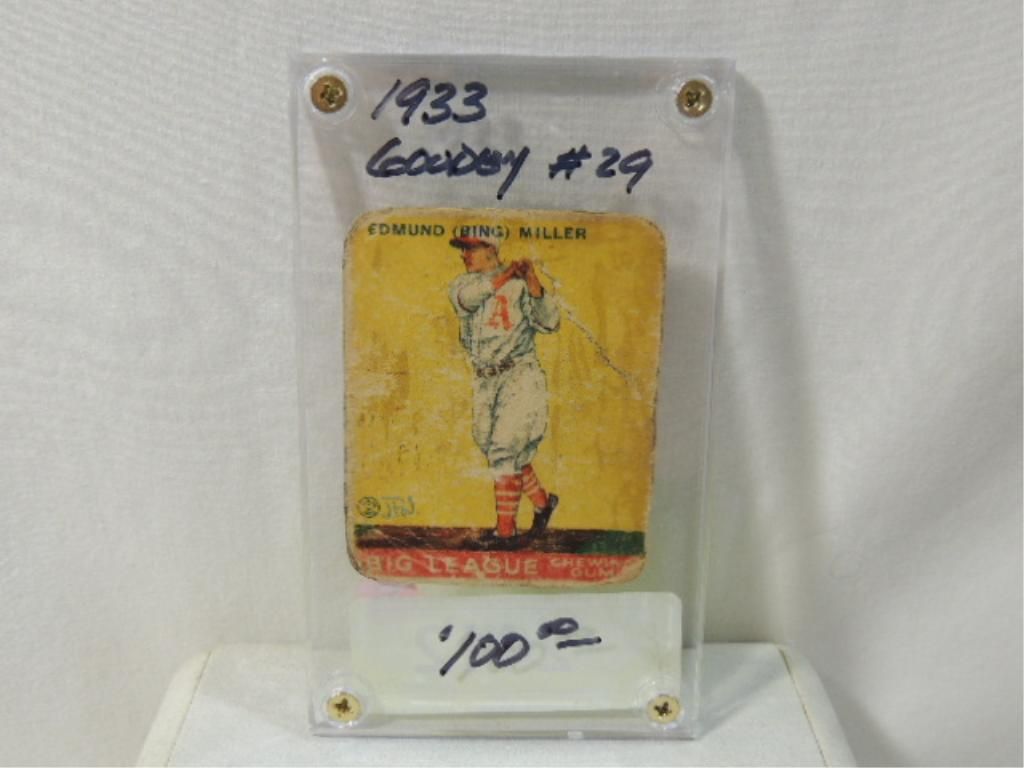 1933
GOUDEY #29
EDMUND (BING) MILLER
A
BIG LEAGUE CHEWING
GUM
$100.00